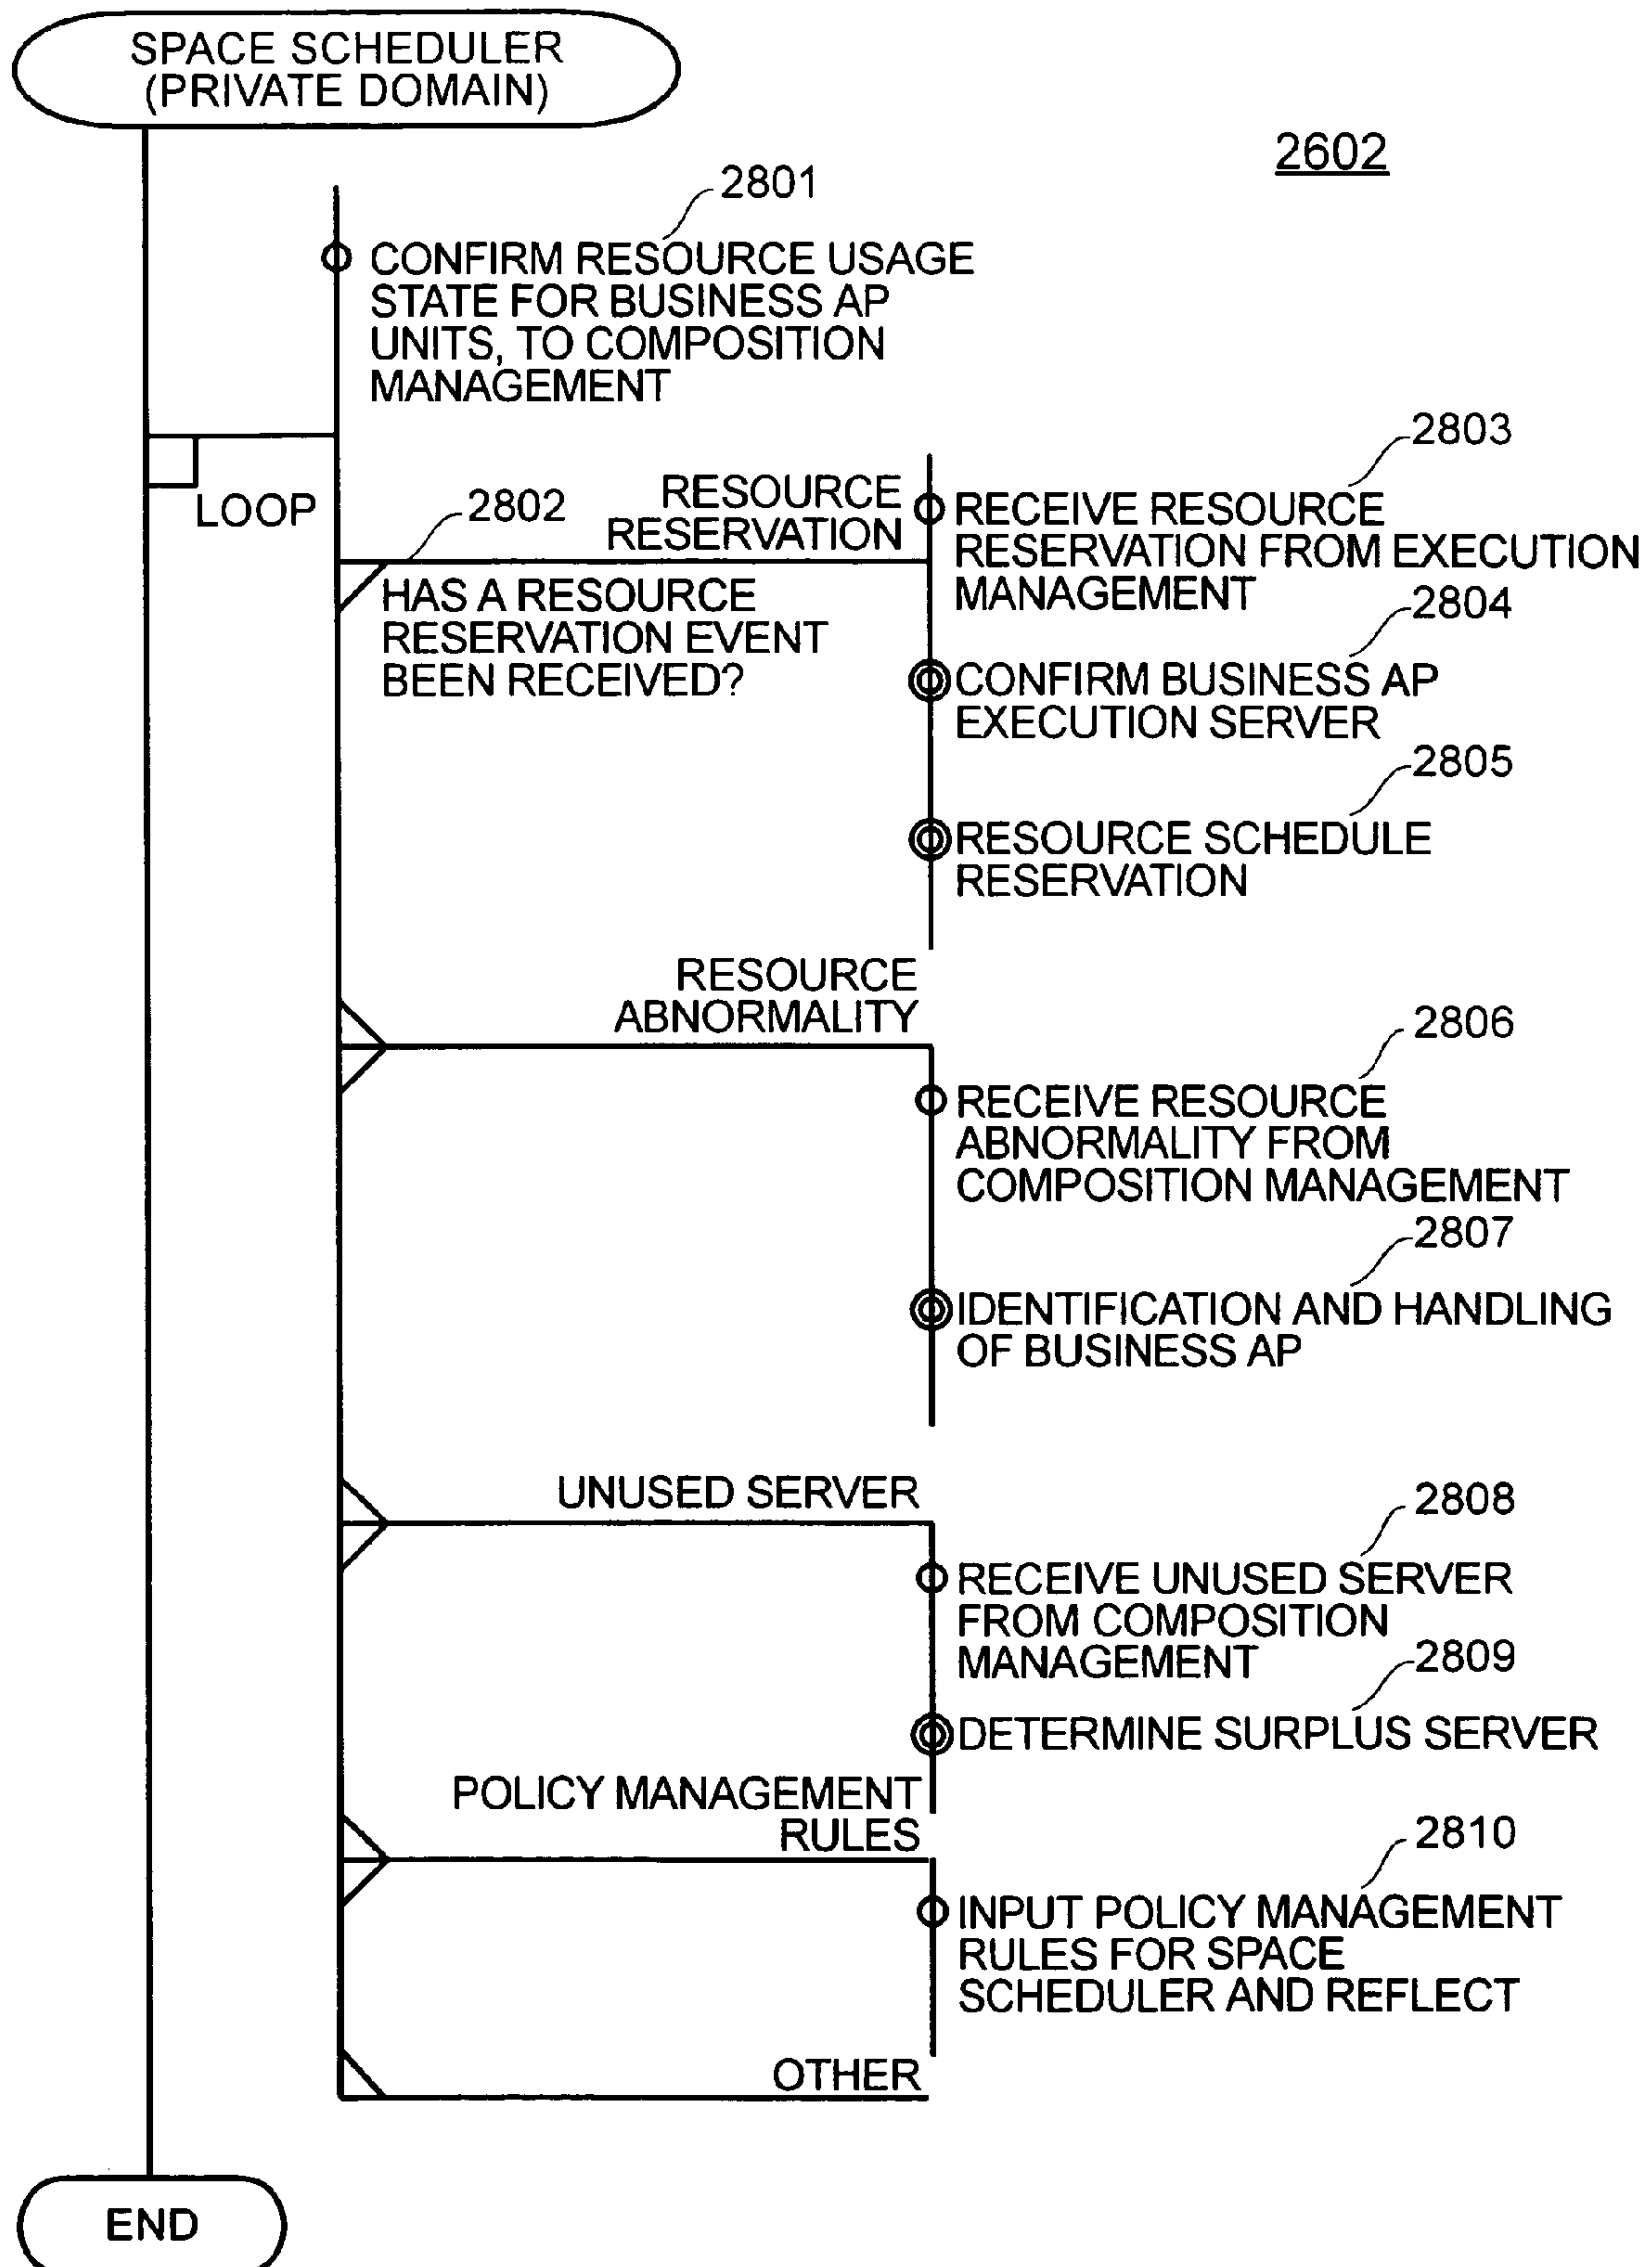 SPACE SCHEDULER
(PRIVATE DOMAIN)
2602
2801
CONFIRM RESOURCE USAGE
STATE FOR BUSINESS AP
UNITS, TO COMPOSITION
MANAGEMENT
LOOP
2802
HAS A RESOURCE
RESERVATION EVENT
BEEN RECEIVED?
RESOURCE
RESERVATION
2803
RECEIVE RESOURCE
RESERVATION FROM EXECUTION
MANAGEMENT
2804
CONFIRM BUSINESS AP
EXECUTION SERVER
2805
RESOURCE SCHEDULE
RESERVATION
RESOURCE
ABNORMALITY
2806
RECEIVE RESOURCE
ABNORMALITY FROM
COMPOSITION MANAGEMENT
2807
IDENTIFICATION AND HANDLING
OF BUSINESS AP
UNUSED SERVER
2808
RECEIVE UNUSED SERVER
FROM COMPOSITION
MANAGEMENT
2809
DETERMINE SURPLUS SERVER
POLICY MANAGEMENT
RULES
2810
INPUT POLICY MANAGEMENT
RULES FOR SPACE
SCHEDULER AND REFLECT
OTHER
END